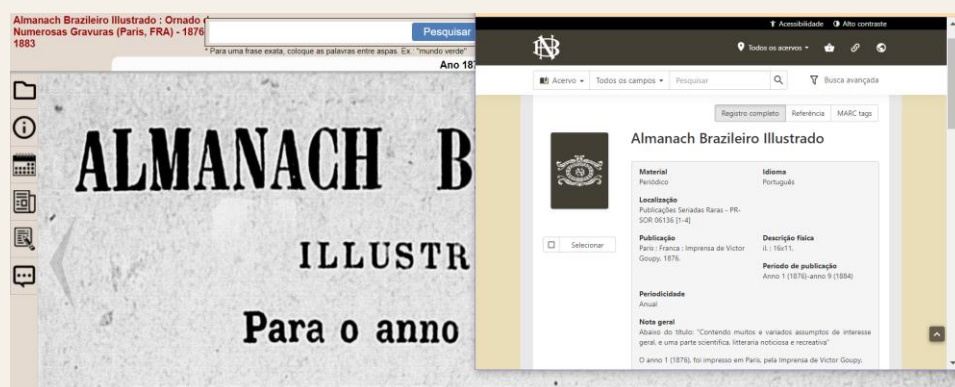 Almanach Brazileiro Illustrado : Ornado d
Numerosas Gravuras (Paris, FRA) - 1876
1883
Pesquisar
* Para uma frase exata, coloque as palavras entre aspas. Ex.: "mundo verde"
Ano 187
ALMANACH B
ILLUSTR
Para o anno
Acessibilidade Alto contraste
BN
Todos os acervos
Acervo Todos os campos Pesquisar Busca avançada
Registro completo Referência MARC tags
Almanach Brazileiro Illustrado
Selecionar
Material
Periódico
Idioma
Português
Localização
Publicações Seriadas Raras - PR-
SOR 06136 [1-4]
Publicação
Paris : Franca : Imprensa de Victor
Goupy, 1876.
Descrição física
il. : 16x11.
Período de publicação
Anno 1 (1876)-anno 9 (1884)
Periodicidade
Anual
Nota geral
Abaixo do título: "Contendo muitos e variados assumptos de interesse
geral, e uma parte scientifica, litteraria noticiosa e recreativa"
O anno 1 (1876), foi impresso em Paris, pela Imprensa de Victor Goupy.